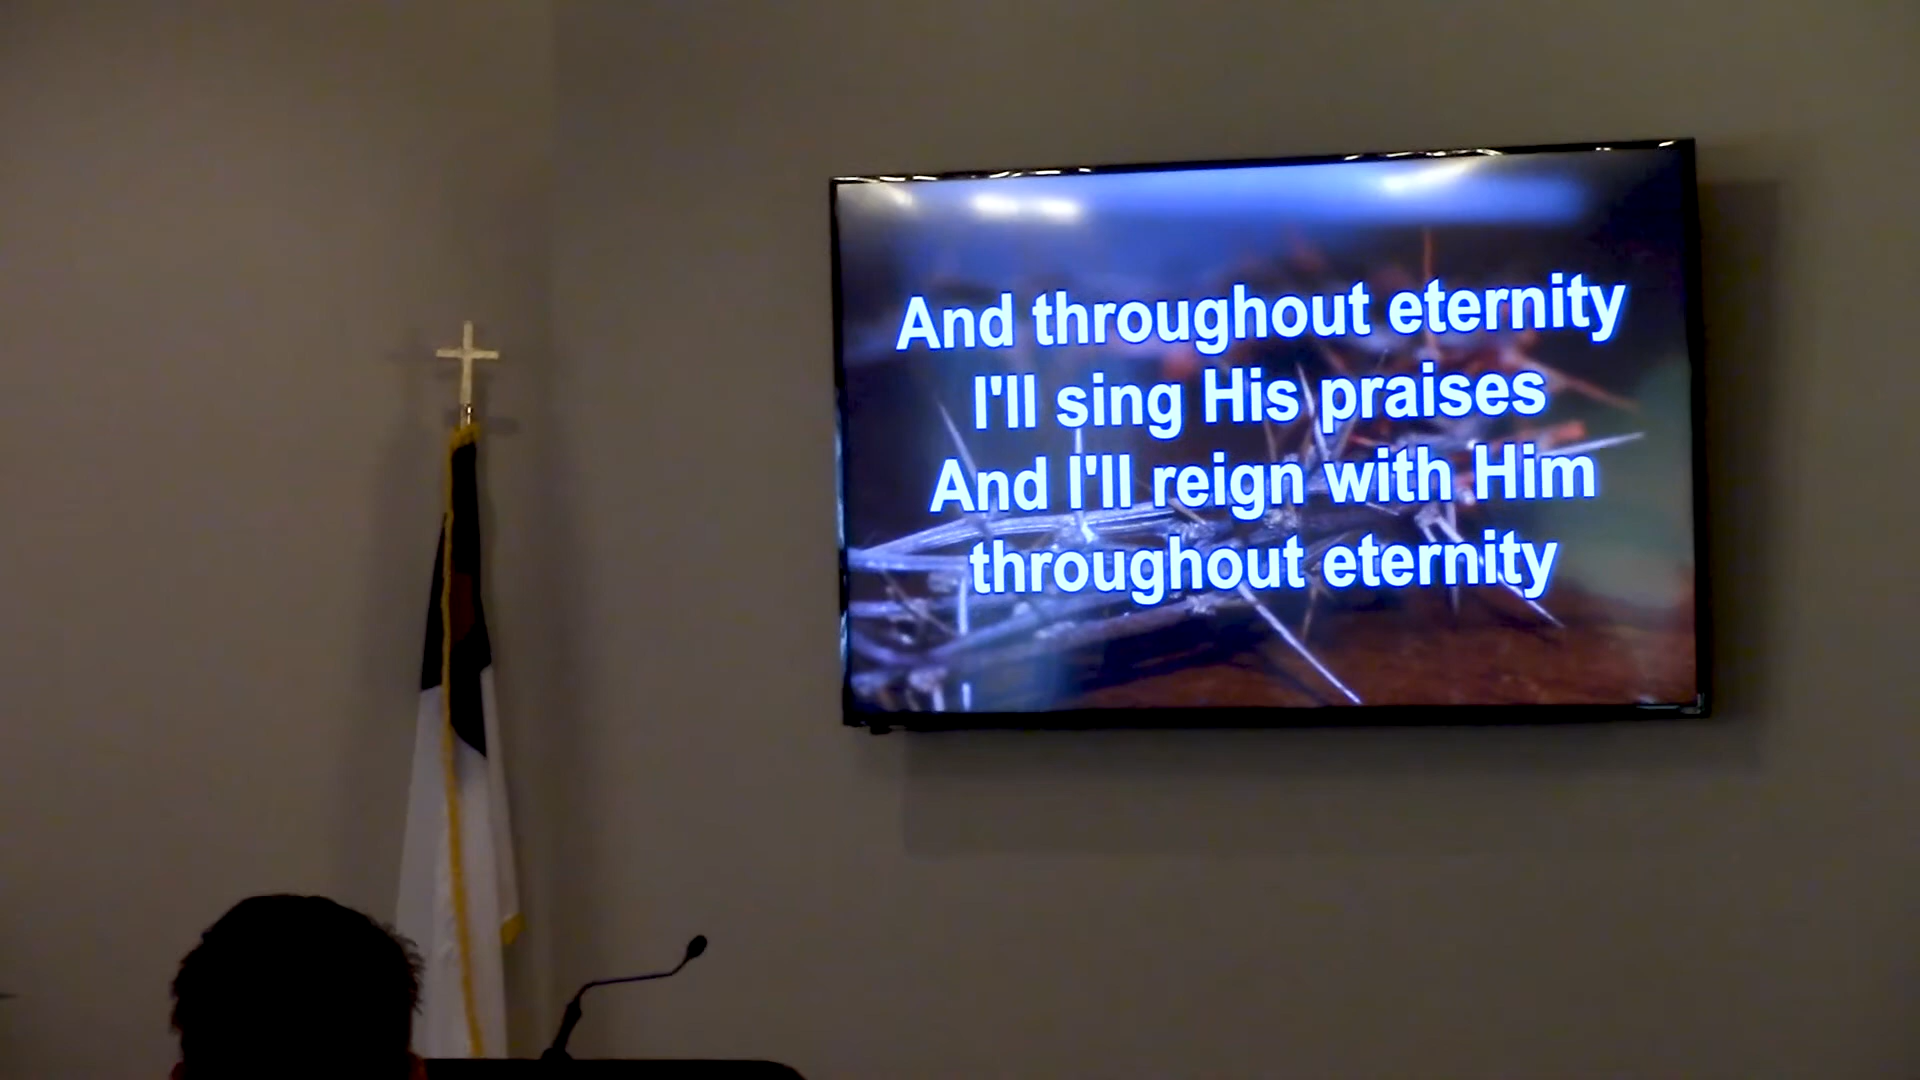 And throughout eternity
I'll sing His praises
And I'll reign with Him
throughout eternity